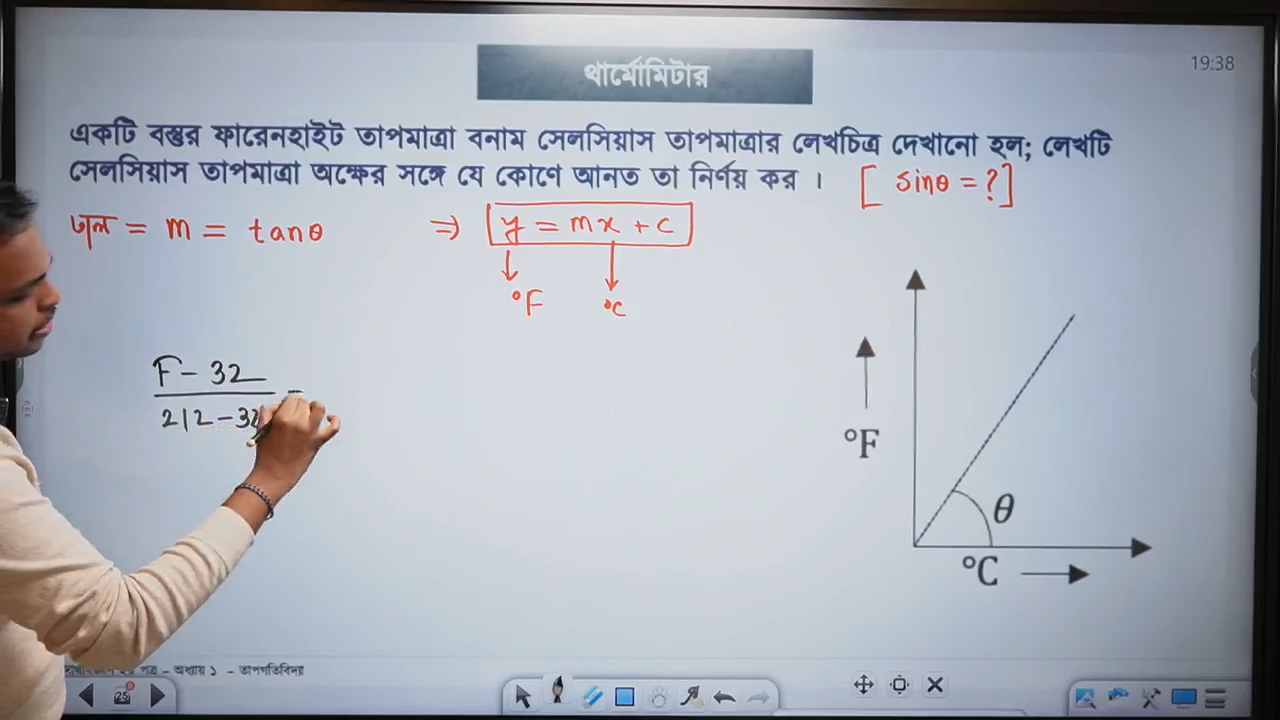 থার্মোমিটার
19:38
একটি বস্তুর ফারেনহাইট তাপমাত্রা বনাম সেলসিয়াস তাপমাত্রার লেখচিত্র দেখানো হল; লেখটি
সেলসিয়াস তাপমাত্রা অক্ষের সঙ্গে যে কোণে আনত তা নির্ণয় কর । [ sinθ = ? ]
ঢাল = m = tanθ ⇒ y = mx + c
°F °C
F - 32
212 - 32
°F
θ
°C
পত্র - অধ্যায় ১ - তাপগতিবিদ্যা
25